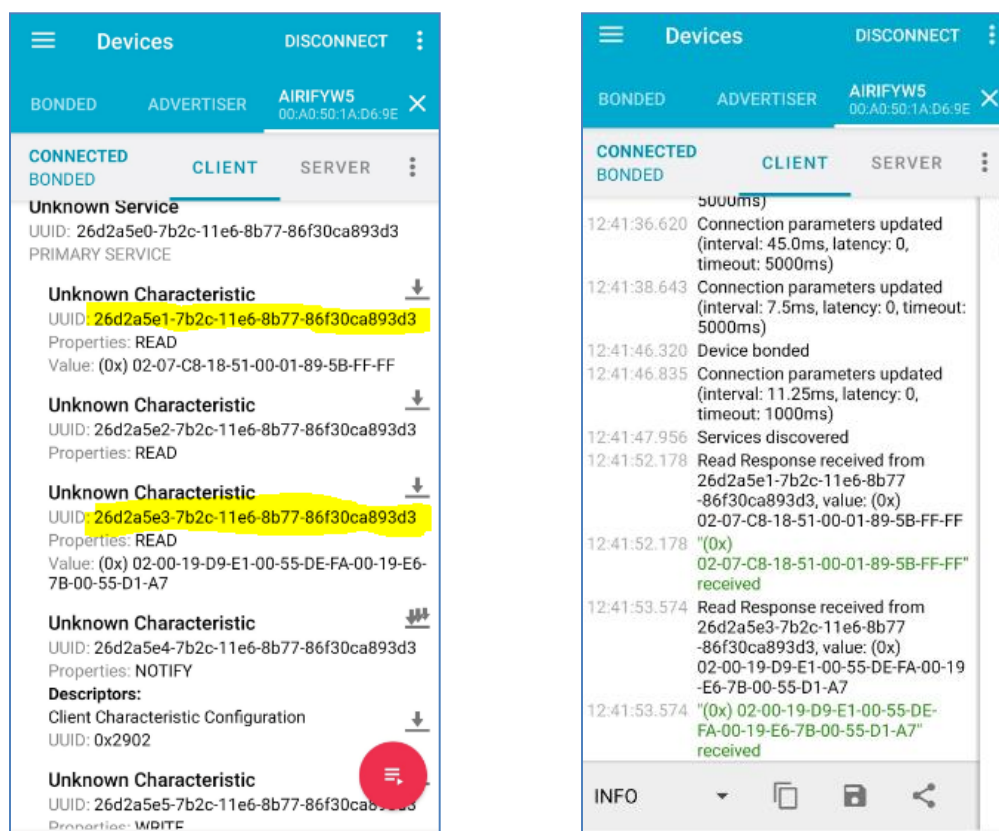 Devices
DISCONNECT
BONDED
ADVERTISER
AIRIFYW5
00:A0:50:1A:D6:9E
CONNECTED
BONDED
CLIENT
SERVER
Unknown Service
UUID: 26d2a5e0-7b2c-11e6-8b77-86f30ca893d3
PRIMARY SERVICE
Unknown Characteristic
UUID: 26d2a5e1-7b2c-11e6-8b77-86f30ca893d3
Properties: READ
Value: (0x) 02-07-C8-18-51-00-01-89-5B-FF-FF
Unknown Characteristic
UUID: 26d2a5e2-7b2c-11e6-8b77-86f30ca893d3
Properties: READ
Unknown Characteristic
UUID: 26d2a5e3-7b2c-11e6-8b77-86f30ca893d3
Properties: READ
Value: (0x) 02-00-19-D9-E1-00-55-DE-FA-00-19-E6-
7B-00-55-D1-A7
Unknown Characteristic
UUID: 26d2a5e4-7b2c-11e6-8b77-86f30ca893d3
Properties: NOTIFY
Descriptors:
Client Characteristic Configuration
UUID: 0x2902
Unknown Characteristic
UUID: 26d2a5e5-7b2c-11e6-8b77-86f30ca8
Properties: WRITE
Devices
DISCONNECT
BONDED
ADVERTISER
AIRIFYW5
00:A0:50:1A:D6:9E
CONNECTED
BONDED
CLIENT
SERVER
5000ms)
12:41:36.620 Connection parameters updated
(interval: 45.0ms, latency: 0,
timeout: 5000ms)
12:41:38.643 Connection parameters updated
(interval: 7.5ms, latency: 0, timeout:
5000ms)
12:41:46.320 Device bonded
12:41:46.835 Connection parameters updated
(interval: 11.25ms, latency: 0,
timeout: 1000ms)
12:41:47.956 Services discovered
12:41:52.178 Read Response received from
26d2a5e1-7b2c-11e6-8b77
-86f30ca893d3, value: (0x)
02-07-C8-18-51-00-01-89-5B-FF-FF
12:41:52.178 "(0x)
02-07-C8-18-51-00-01-89-5B-FF-FF"
received
12:41:53.574 Read Response received from
26d2a5e3-7b2c-11e6-8b77
-86f30ca893d3, value: (0x)
02-00-19-D9-E1-00-55-DE-FA-00-19
-E6-7B-00-55-D1-A7
12:41:53.574 "(0x) 02-00-19-D9-E1-00-55-DE-
FA-00-19-E6-7B-00-55-D1-A7"
received
INFO